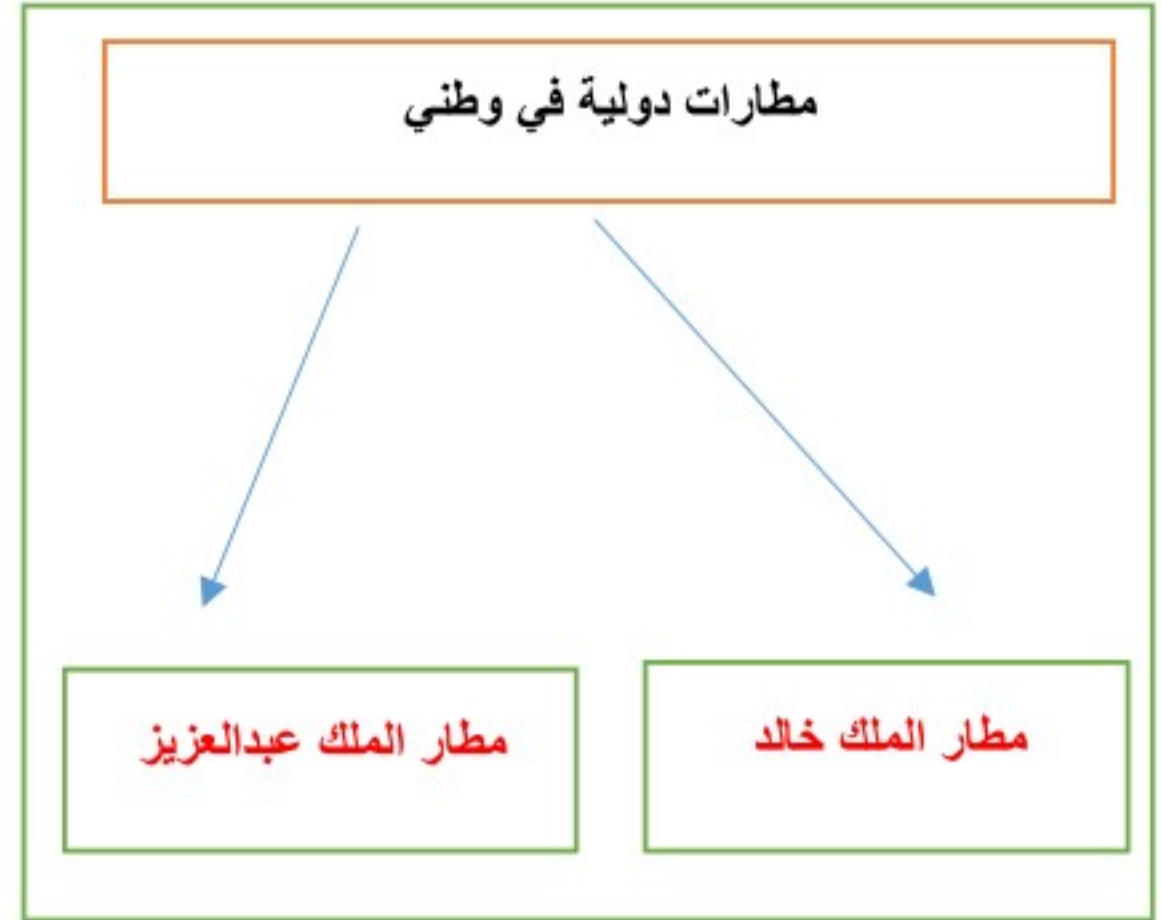 مطارات دولية في وطني
مطار الملك خالد
مطار الملك عبدالعزيز